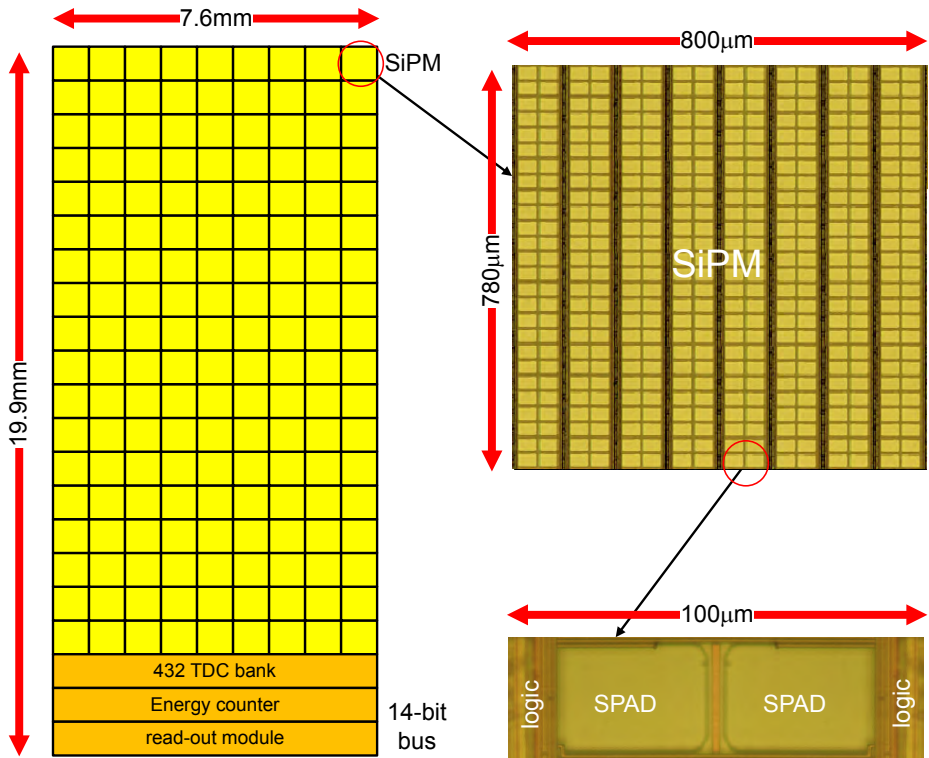 7.6mm
SiPM
19.9mm
432 TDC bank
Energy counter
read-out module
14-bit
bus
800μm
780μm
SiPM
100μm
logic
SPAD
SPAD
logic